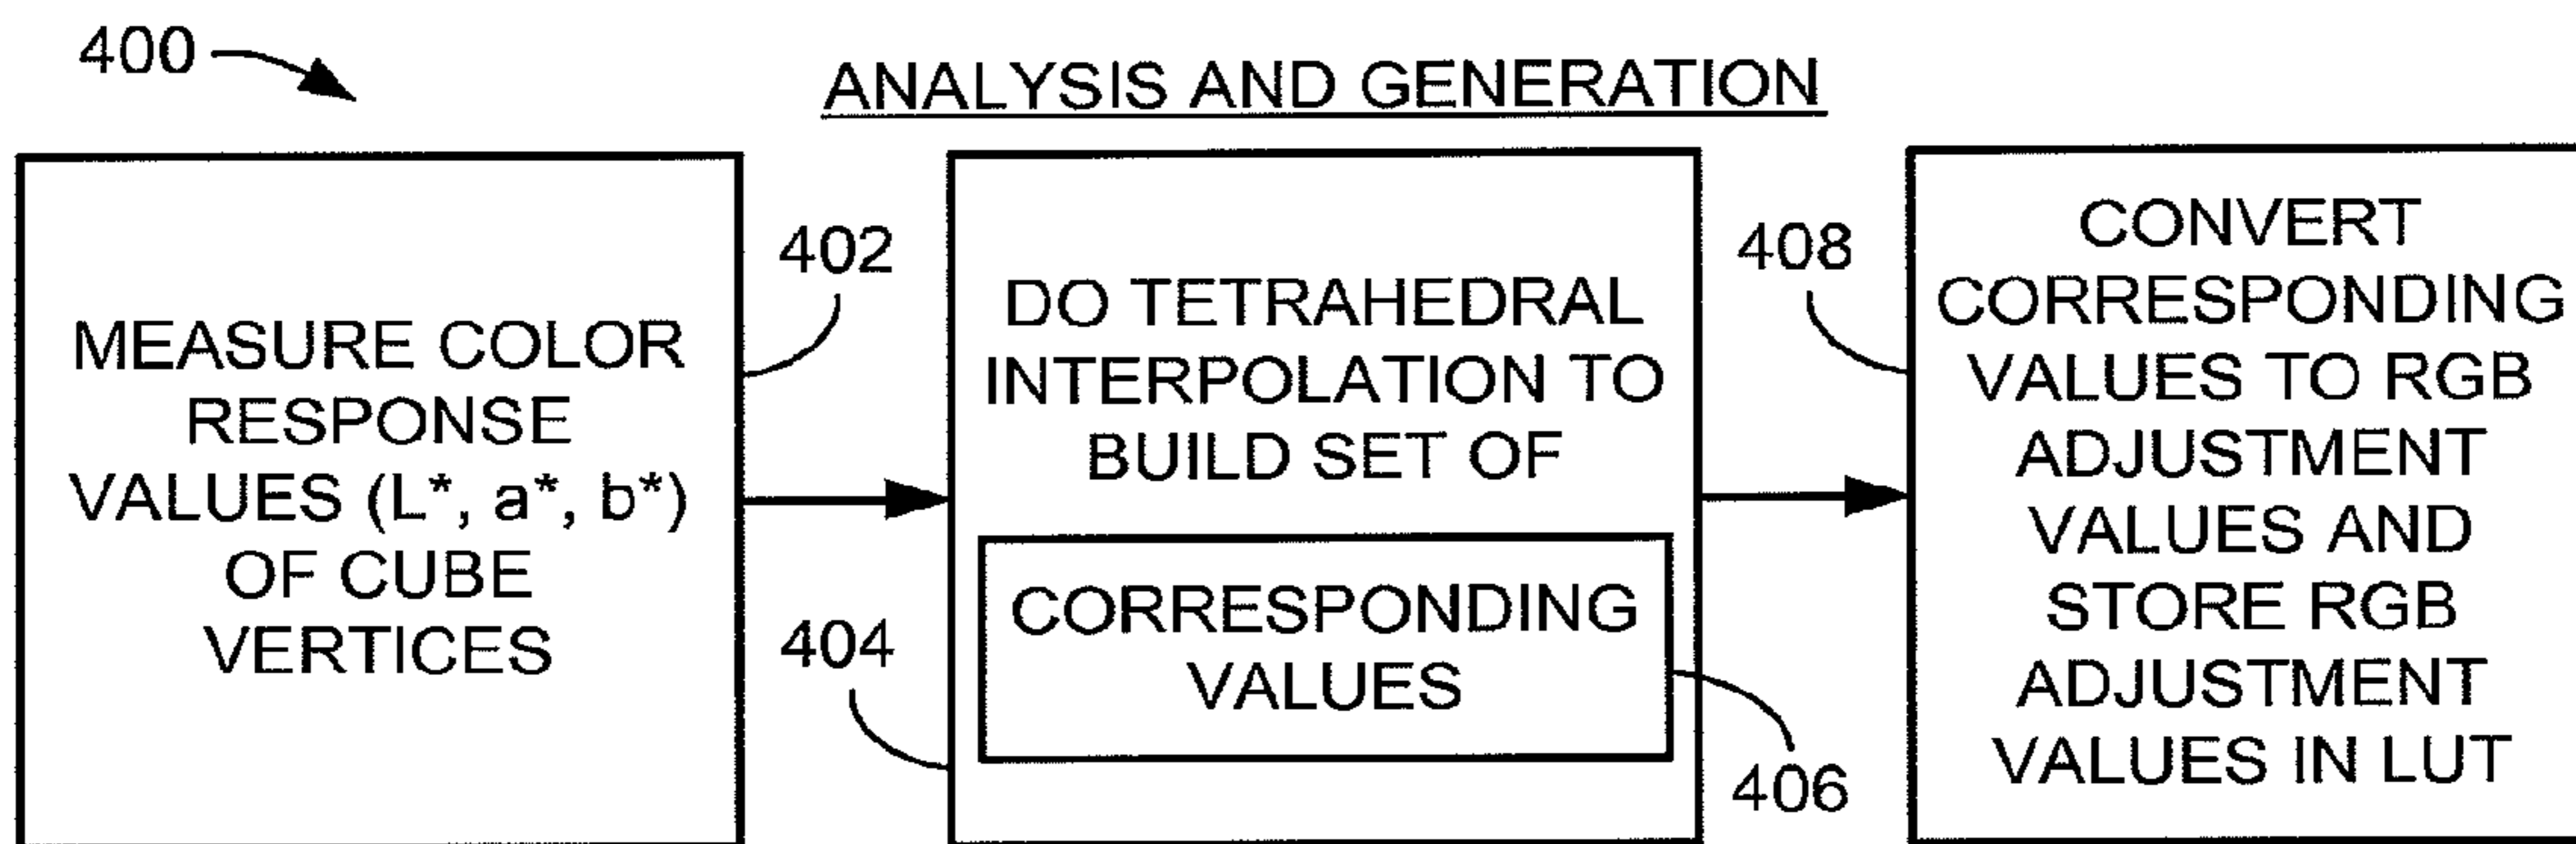 400
ANALYSIS AND GENERATION
MEASURE COLOR
RESPONSE
VALUES (L*, a*, b*)
OF CUBE
VERTICES
402
DO TETRAHEDRAL
INTERPOLATION TO
BUILD SET OF
CORRESPONDING
VALUES
404
406
408
CONVERT
CORRESPONDING
VALUES TO RGB
ADJUSTMENT
VALUES AND
STORE RGB
ADJUSTMENT
VALUES IN LUT